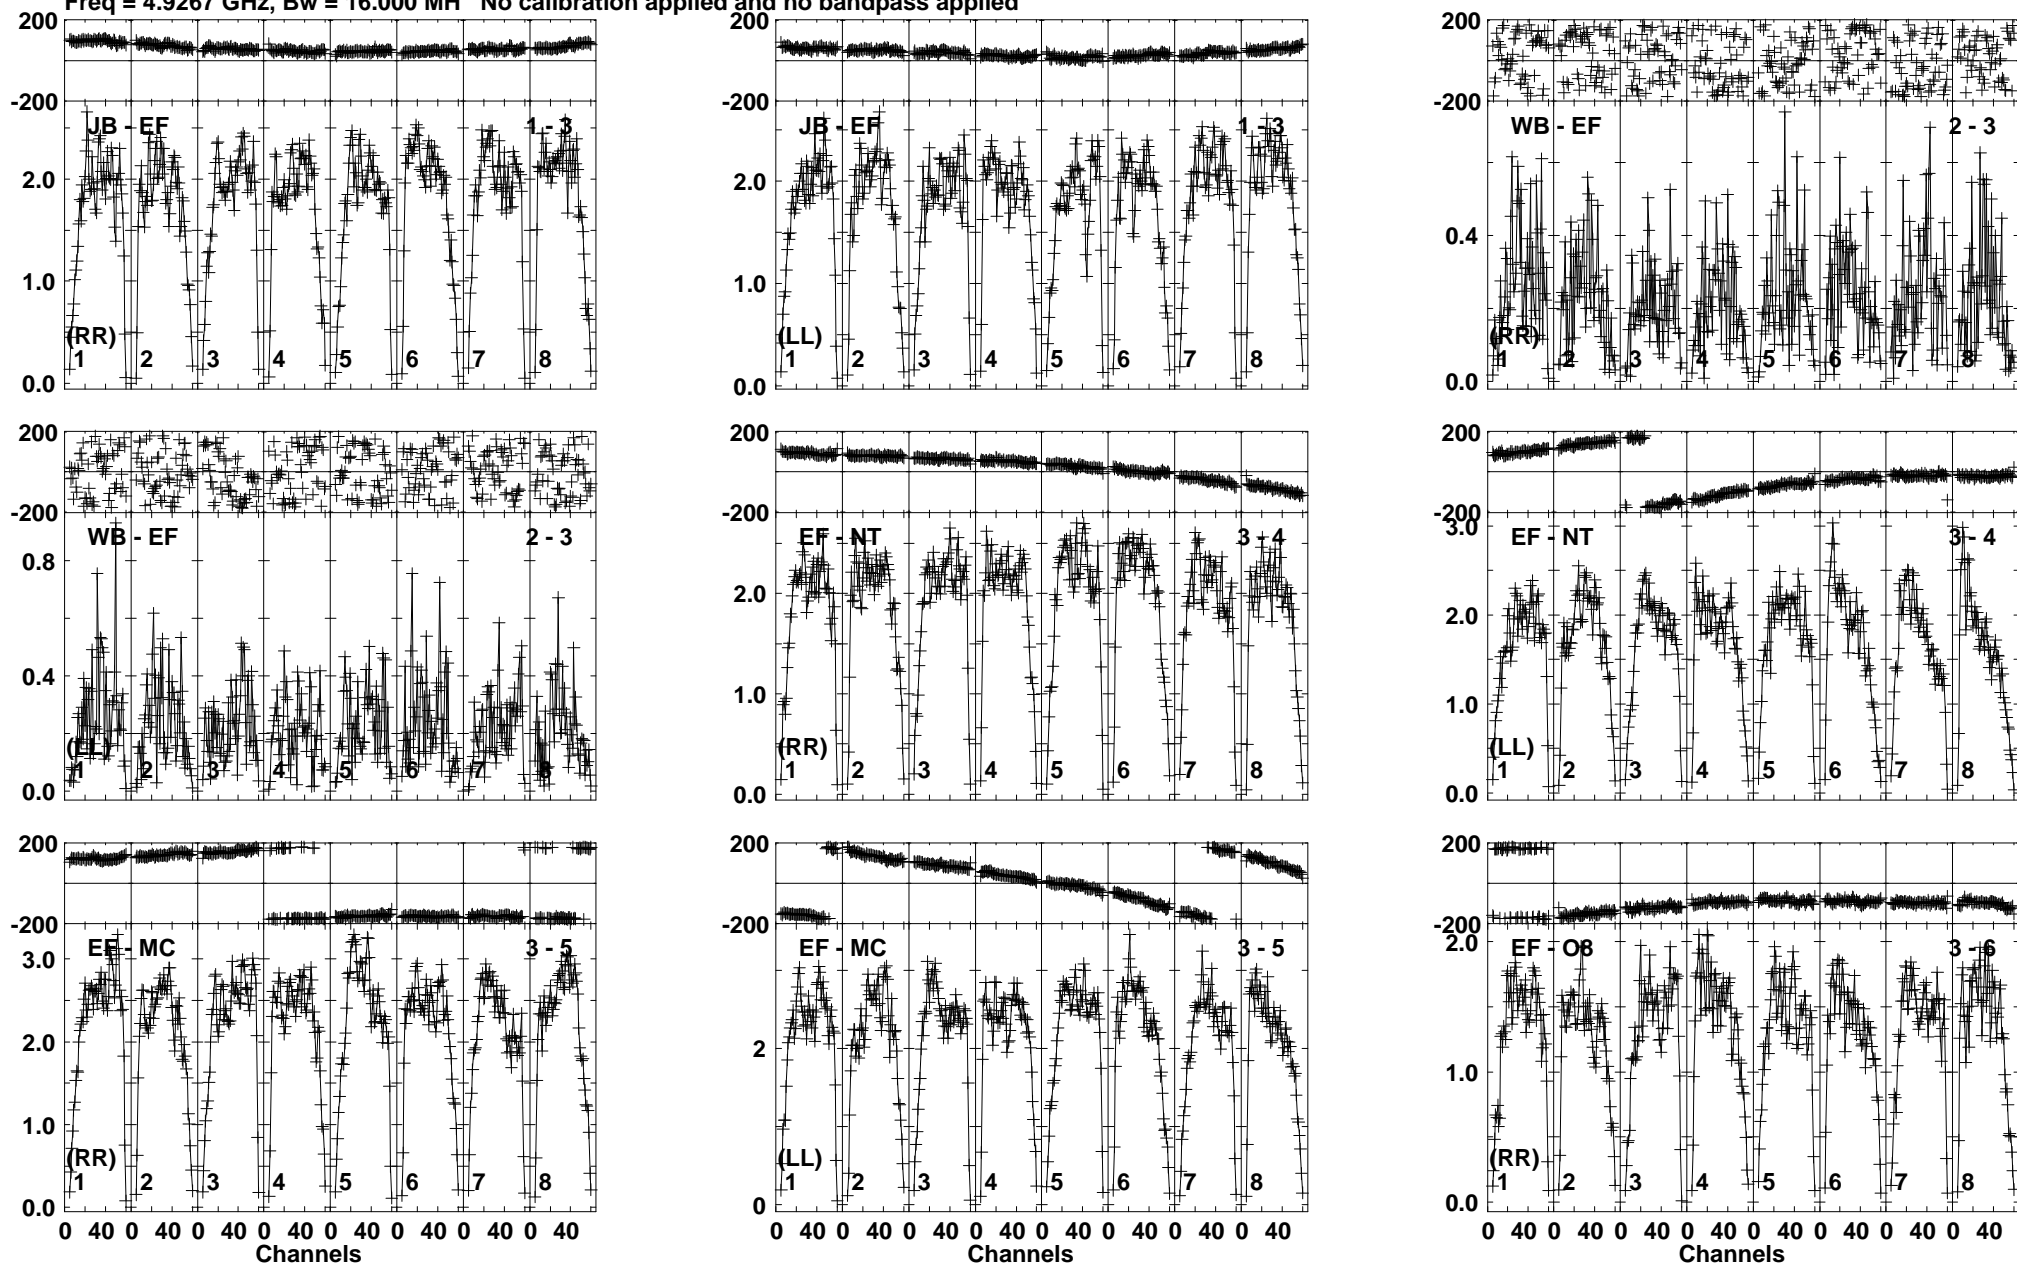 Freq = 4.9267 GHz, Bw = 16.000 MH No calibration applied and no bandpass applied
200 200 200
-200 -200 -200
JB - EF 1 - 3 JB - EF 1 - 3 WB - EF 2 - 3
2.0 2.0 0.4
1.0 1.0
(RR) (LL) (RR)
1 2 3 4 5 6 7 8 1 2 3 4 5 6 7 8 1 2 3 4 5 6 7 8
0.0 0.0 0.0
200 200 200
-200 -200 -200
WB - EF 2 - 3 EF - NT 3 - 4 EF - NT 3 - 4
0.8 2.0 3.0
0.4 1.0 2.0
1.0
(LL) (RR) (LL)
1 2 3 4 5 6 7 8 1 2 3 4 5 6 7 8 1 2 3 4 5 6 7 8
0.0 0.0 0.0
200 200 200
-200 -200 -200
EF - MC 3 - 5 EF - MC 3 - 5 EF - O8 3 - 6
3.0 2 2.0
2.0 1.0
1.0
(RR) (LL) (RR)
1 2 3 4 5 6 7 8 1 2 3 4 5 6 7 8 1 2 3 4 5 6 7 8
0.0 0 0.0
0 40 0 40 0 40 0 40 0 40 0 40 0 40 0 40 0 40 0 40 0 40 0 40 0 40 0 40 0 40 0 40 0 40 0 40 0 40 0 40 0 40 0 40 0 40 0 40
Channels Channels Channels